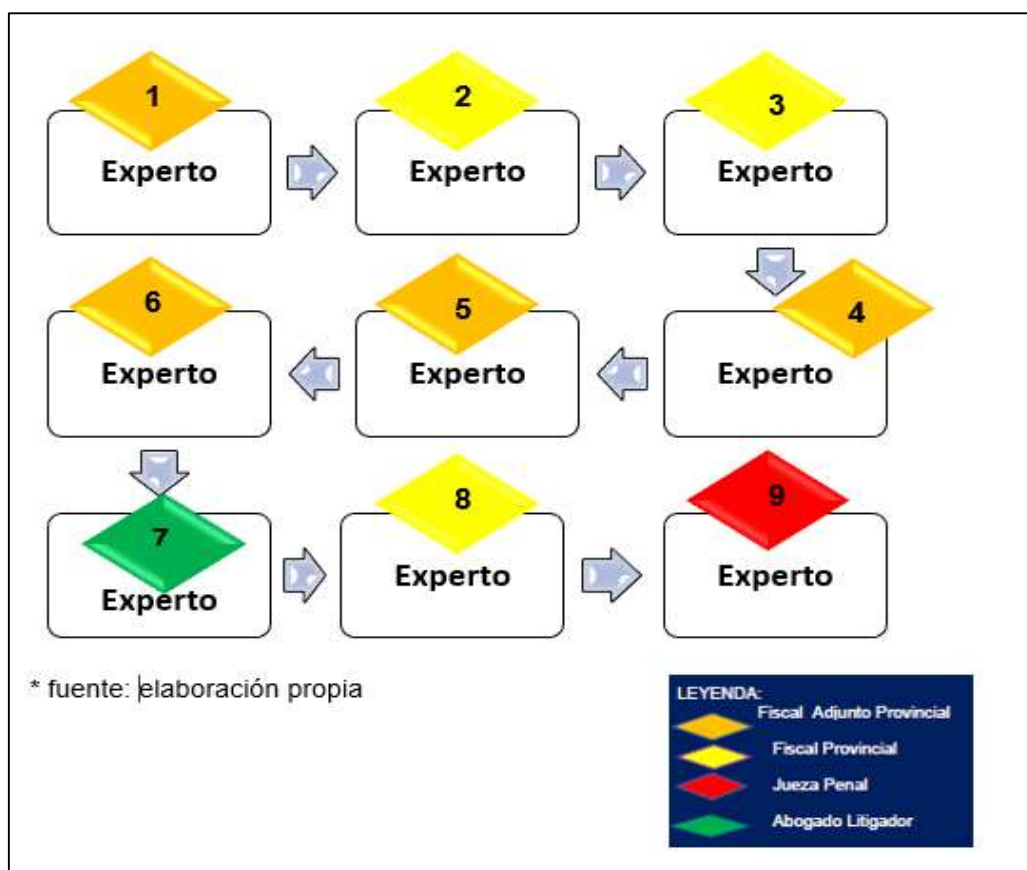 1
Experto
2
Experto
3
Experto
4
Experto
5
Experto
6
Experto
7
Experto
8
Experto
9
Experto
* fuente: elaboración propia
LEYENDA:
Fiscal Adjunto Provincial
Fiscal Provincial
Jueza Penal
Abogado Litigador